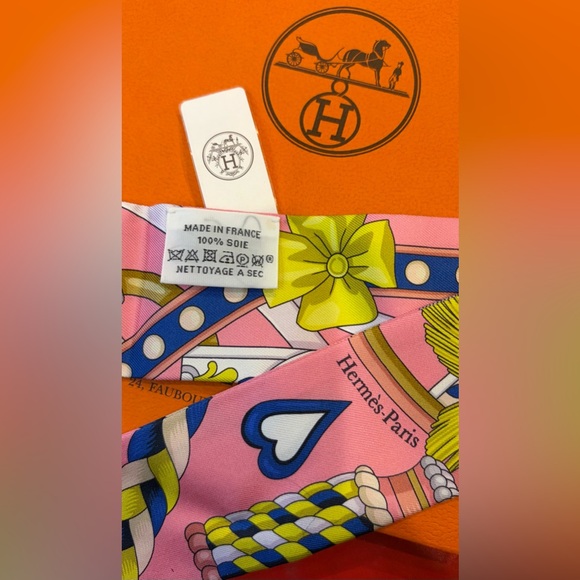 H
H
MADE IN FRANCE
100% SOIE
NETTOYAGE A SEC
Hermès-Paris
24, FAUBOU